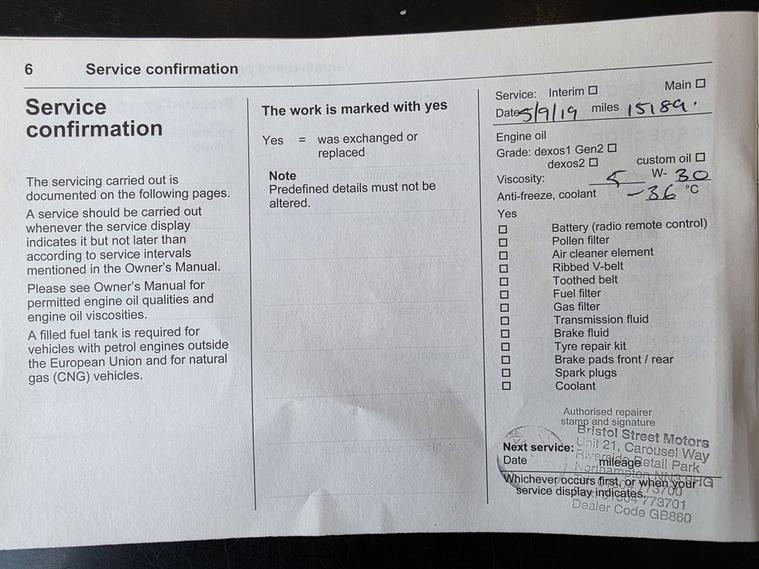 6 Service confirmation
Service
confirmation
The servicing carried out is
documented on the following pages.
A service should be carried out
whenever the service display
indicates it but not later than
according to service intervals
mentioned in the Owner's Manual.
Please see Owner's Manual for
permitted engine oil qualities and
engine oil viscosities.
A filled fuel tank is required for
vehicles with petrol engines outside
the European Union and for natural
gas (CNG) vehicles.
The work is marked with yes
Yes = was exchanged or
replaced
Note
Predefined details must not be
altered.
Service: Interim ☐ Main ☐
Date 5/9/19 miles 15189.
Engine oil
Grade: dexos1 Gen2 ☐
dexos2 ☐ custom oil ☐
Viscosity: 5 W- 30
Anti-freeze, coolant -36 °C
Yes
☐ Battery (radio remote control)
☐ Pollen filter
☐ Air cleaner element
☐ Ribbed V-belt
☐ Toothed belt
☐ Fuel filter
☐ Gas filter
☐ Transmission fluid
☐ Brake fluid
☐ Tyre repair kit
☐ Brake pads front / rear
☐ Spark plugs
☐ Coolant
Authorised repairer
stamp and signature
Bristol Street Motors
Unit 21, Carousel Way
Riverside Retail Park
Northampton
773701
Dealer Code GB860
Next service:
Date mileage
Whichever occurs first, or when your
service display indicates.